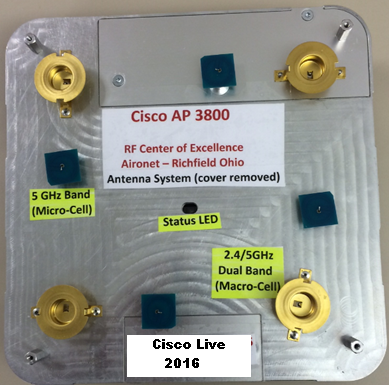 Cisco AP 3800
RF Center of Excellence
Aironet – Richfield Ohio
Antenna System (cover removed)
5 GHz Band
(Micro-Cell)
Status LED
2.4/5GHz
Dual Band
(Macro-Cell)
Cisco Live
2016